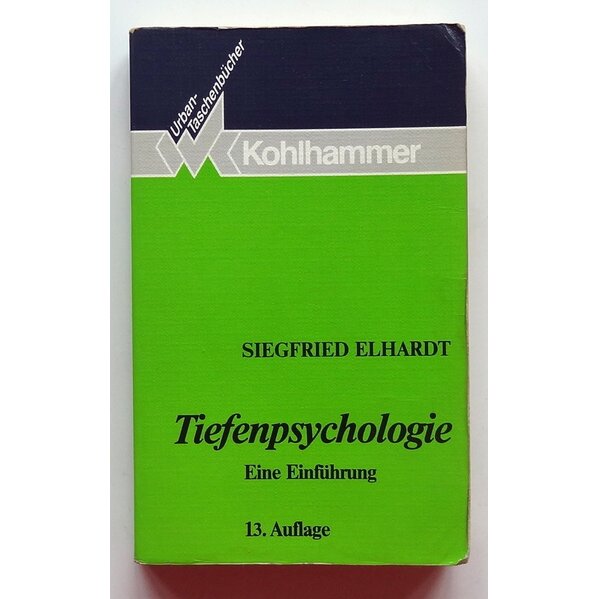 Urban-
Taschenbücher
Kohlhammer
SIEGFRIED ELHARDT
Tiefenpsychologie
Eine Einführung
13. Auflage